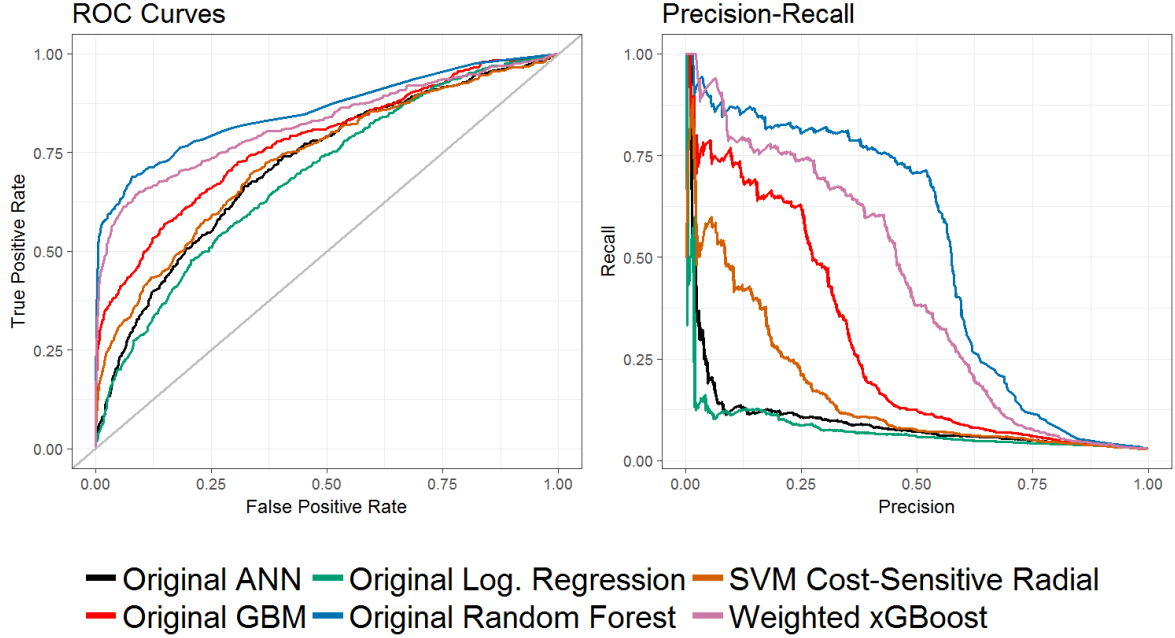 ROC Curves
1.00
0.75
0.50
0.25
0.00
True Positive Rate
0.00 0.25 0.50 0.75 1.00
False Positive Rate
Precision-Recall
1.00
0.75
0.50
0.25
0.00
Recall
0.00 0.25 0.50 0.75 1.00
Precision
Original ANN Original Log. Regression SVM Cost-Sensitive Radial
Original GBM Original Random Forest Weighted xGBoost